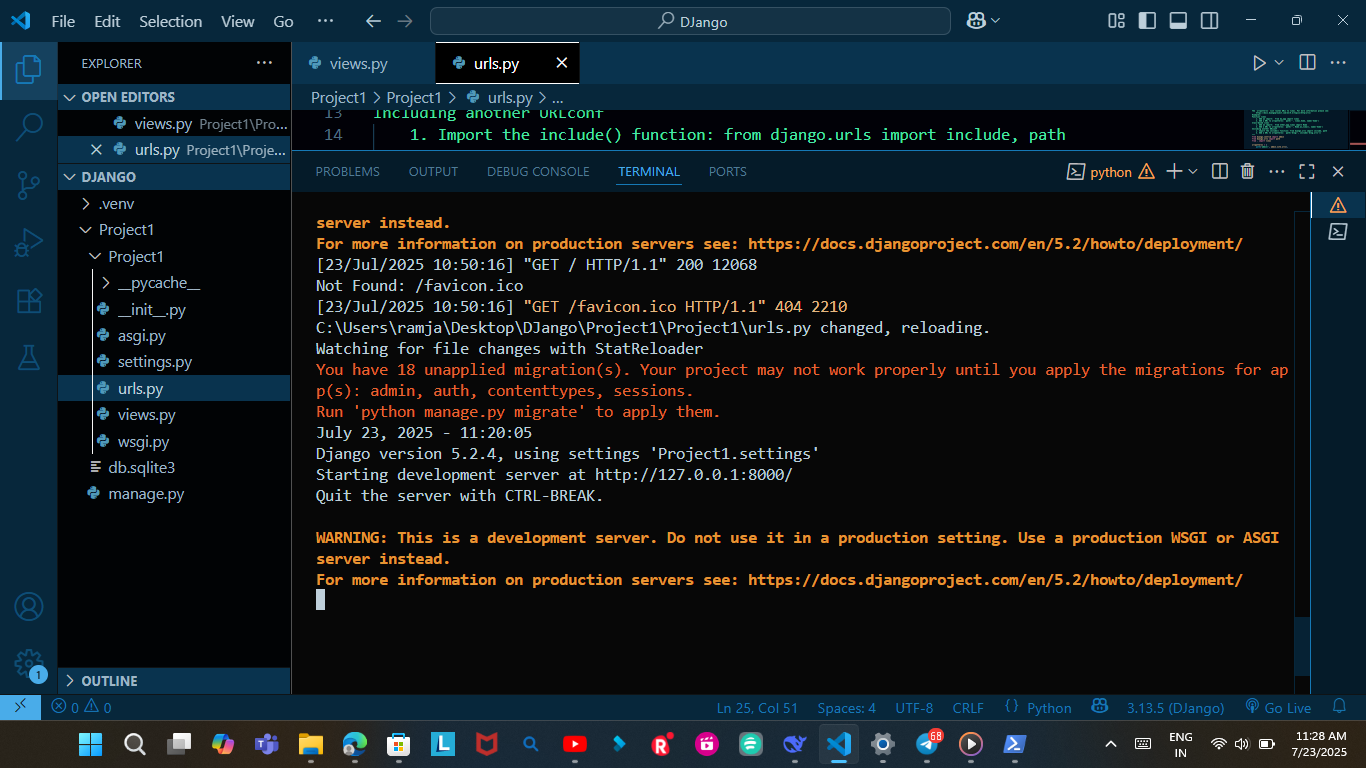 File Edit Selection View Go ··· DJango
EXPLORER
OPEN EDITORS
views.py Project1\Pro...
urls.py Project1\Proje...
DJANGO
.venv
Project1
Project1
__pycache__
__init__.py
asgi.py
settings.py
urls.py
views.py
wsgi.py
db.sqlite3
manage.py
OUTLINE
views.py
urls.py
Project1 > Project1 > urls.py > ...
13 Including another URLconf
14 1. Import the include() function: from django.urls import include, path
PROBLEMS OUTPUT DEBUG CONSOLE TERMINAL PORTS
python
server instead.
For more information on production servers see: https://docs.djangoproject.com/en/5.2/howto/deployment/
[23/Jul/2025 10:50:16] "GET / HTTP/1.1" 200 12068
Not Found: /favicon.ico
[23/Jul/2025 10:50:16] "GET /favicon.ico HTTP/1.1" 404 2210
C:\Users\ramja\Desktop\DJango\Project1\Project1\urls.py changed, reloading.
Watching for file changes with StatReloader
You have 18 unapplied migration(s). Your project may not work properly until you apply the migrations for ap
p(s): admin, auth, contenttypes, sessions.
Run 'python manage.py migrate' to apply them.
July 23, 2025 - 11:20:05
Django version 5.2.4, using settings 'Project1.settings'
Starting development server at http://127.0.0.1:8000/
Quit the server with CTRL-BREAK.
WARNING: This is a development server. Do not use it in a production setting. Use a production WSGI or ASGI
server instead.
For more information on production servers see: https://docs.djangoproject.com/en/5.2/howto/deployment/
1
0 0 Ln 25, Col 51 Spaces: 4 UTF-8 CRLF {} Python 3.13.5 (DJango) Go Live
L
R
68
ENG
IN
11:28 AM
7/23/2025